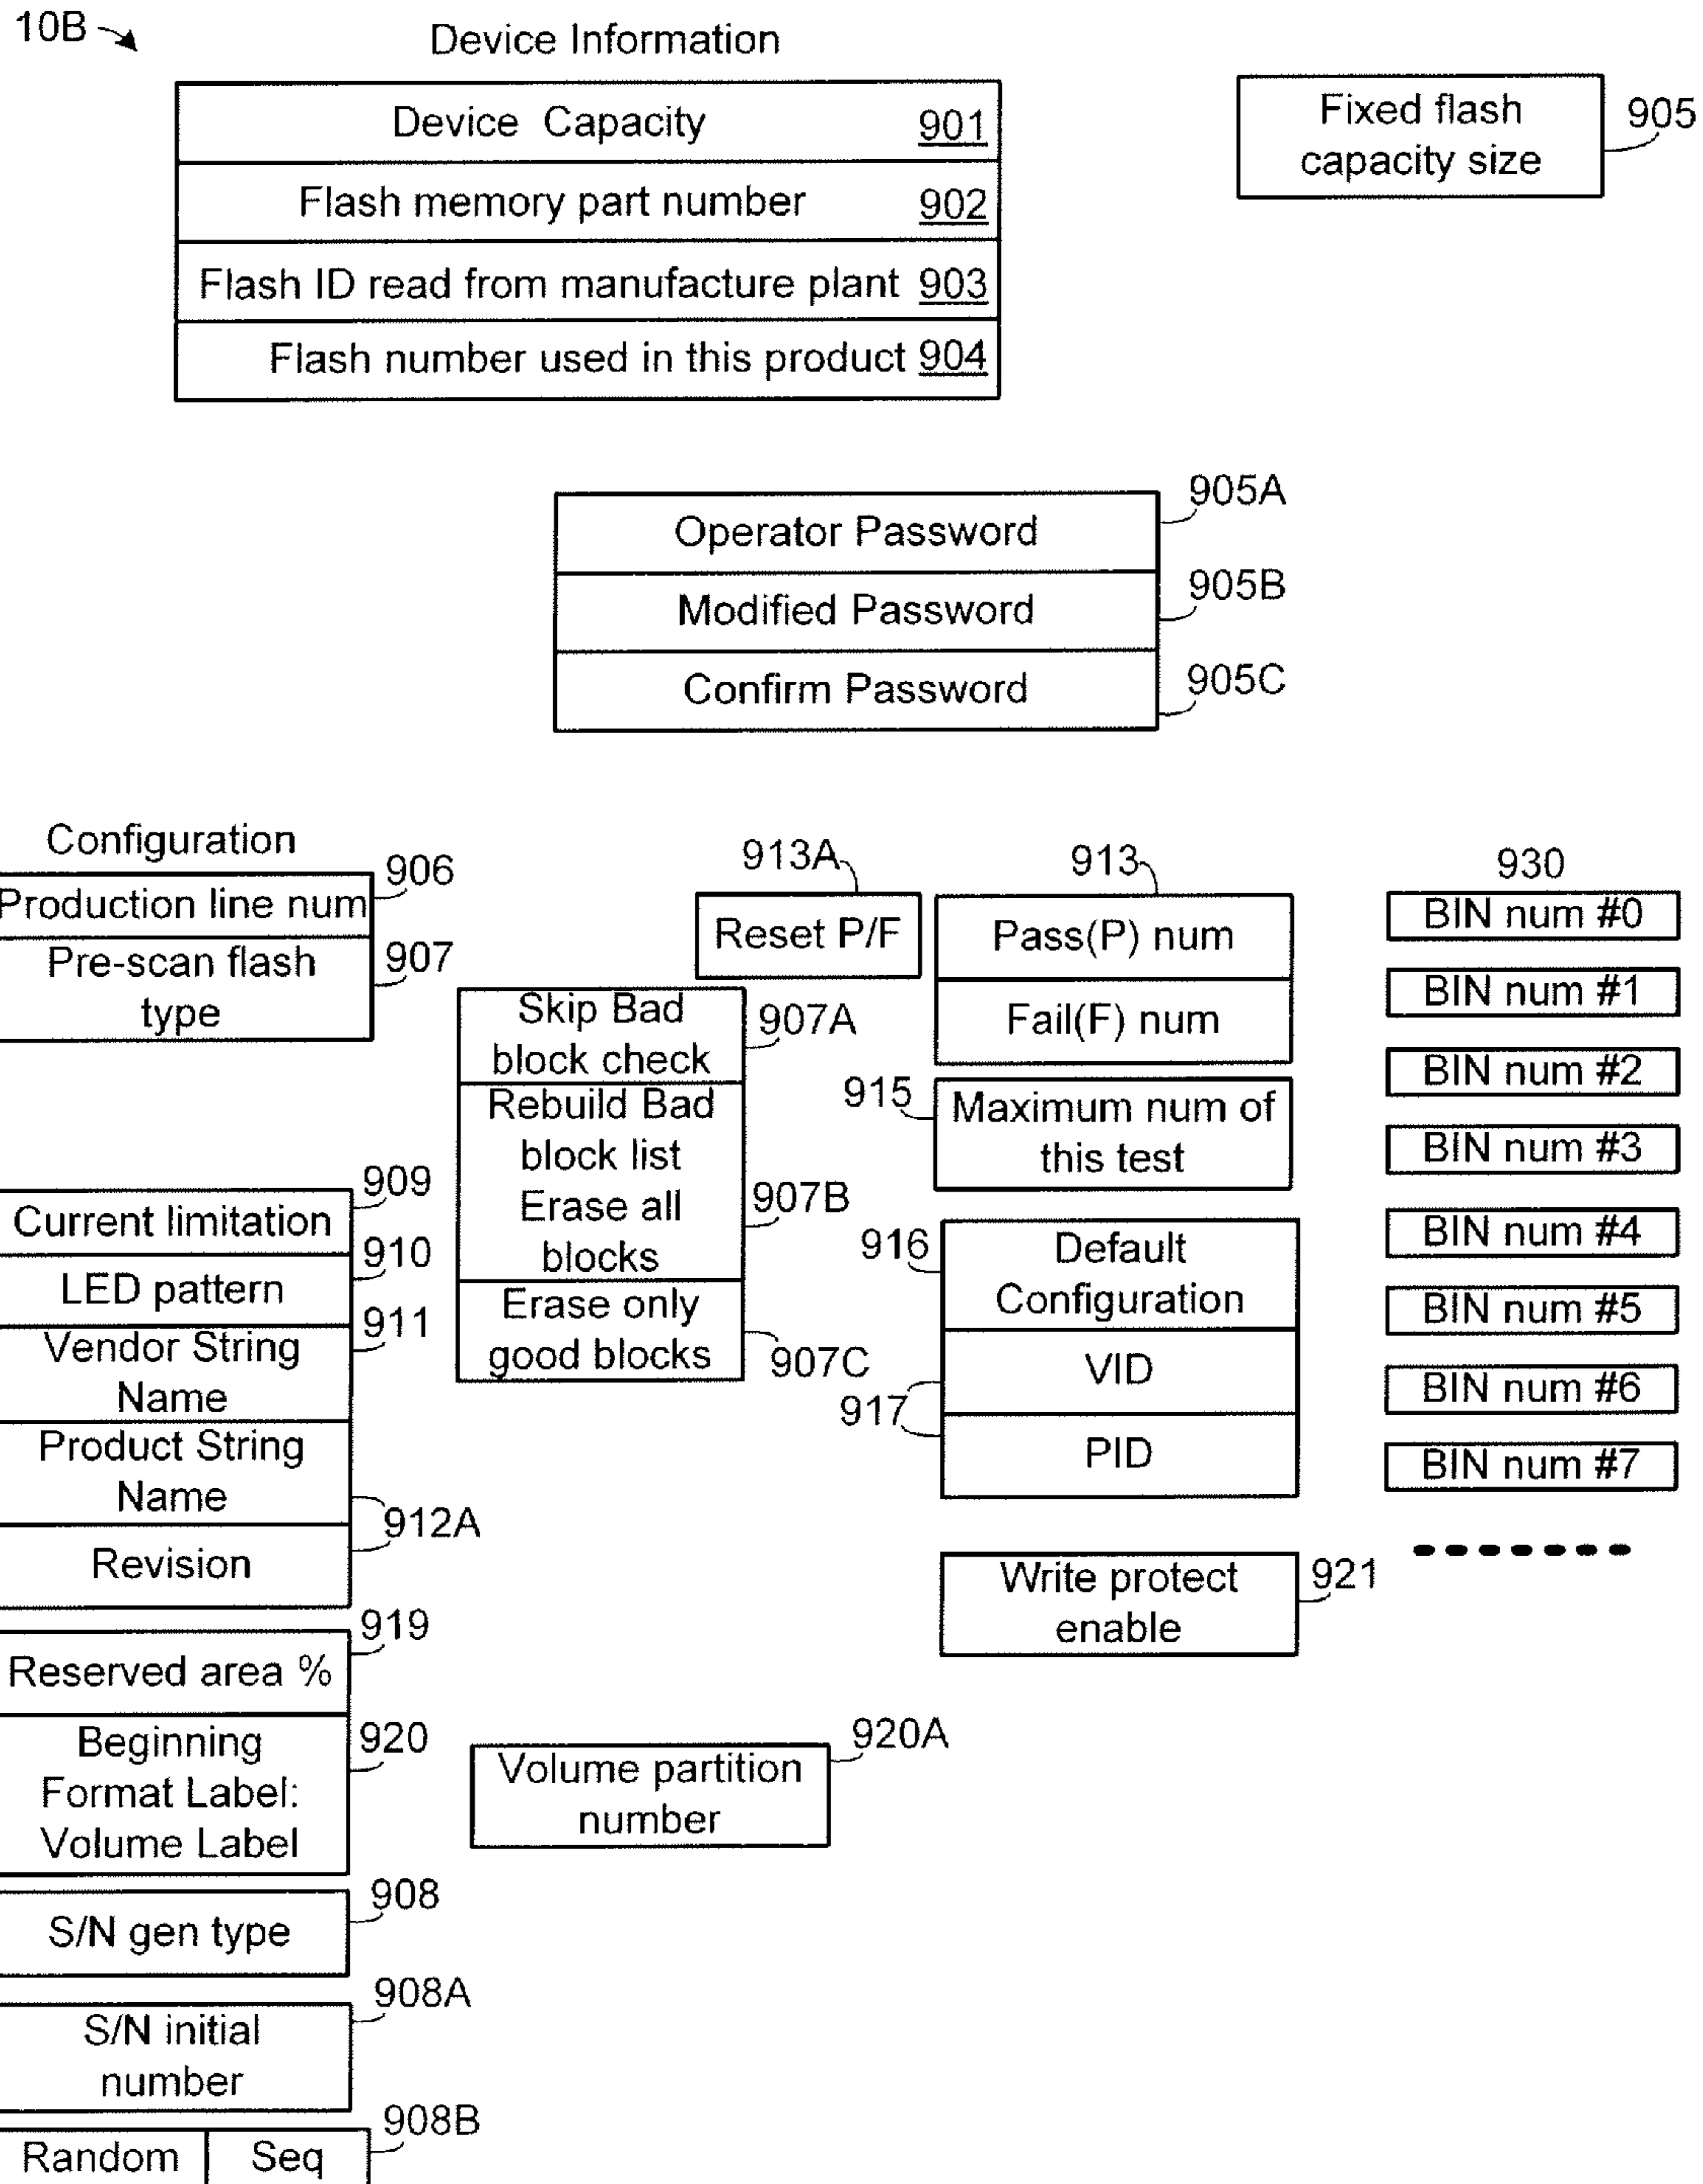 10B
Device Information
Device Capacity 901
Flash memory part number 902
Flash ID read from manufacture plant 903
Flash number used in this product 904
Fixed flash
capacity size
905
Operator Password
905A
Modified Password
905B
Confirm Password
905C
Configuration
Production line num
906
Pre-scan flash
type
907
Skip Bad
block check
907A
Rebuild Bad
block list
Erase all
blocks
907B
Erase only
good blocks
907C
Current limitation
909
LED pattern
910
Vendor String
Name
911
Product String
Name
912A
Revision
Reserved area %
919
Beginning
Format Label:
Volume Label
920
Volume partition
number
920A
S/N gen type
908
S/N initial
number
908A
Random Seq
908B
913A
Reset P/F
913
Pass(P) num
Fail(F) num
915
Maximum num of
this test
916
Default
Configuration
917
VID
PID
Write protect
enable
921
930
BIN num #0
BIN num #1
BIN num #2
BIN num #3
BIN num #4
BIN num #5
BIN num #6
BIN num #7